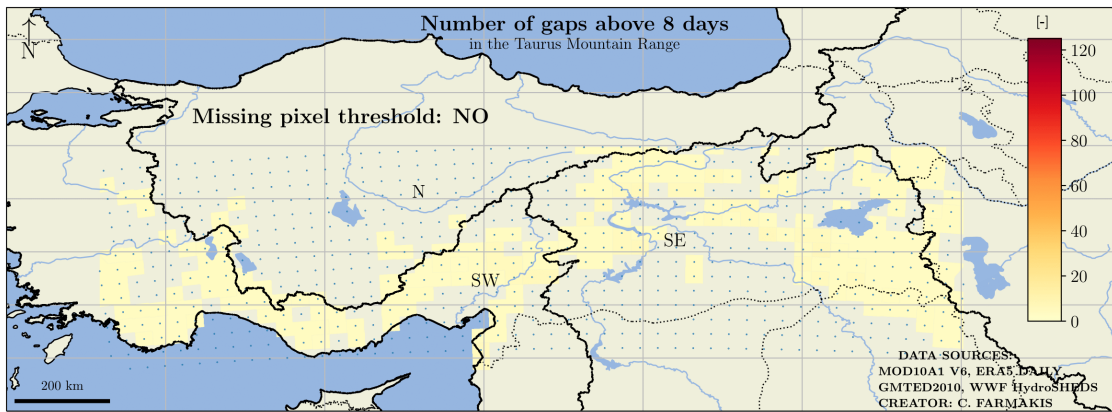 Number of gaps above 8 days
in the Taurus Mountain Range
[-]
N
Missing pixel threshold: NO
120
100
80
60
40
20
0
N
SE
SW
200 km
DATA SOURCES:
MOD10A1 V6, ERA5 DAILY,
GMTED2010, WWF HydroSHEDS
CREATOR: C. FARMAKIS